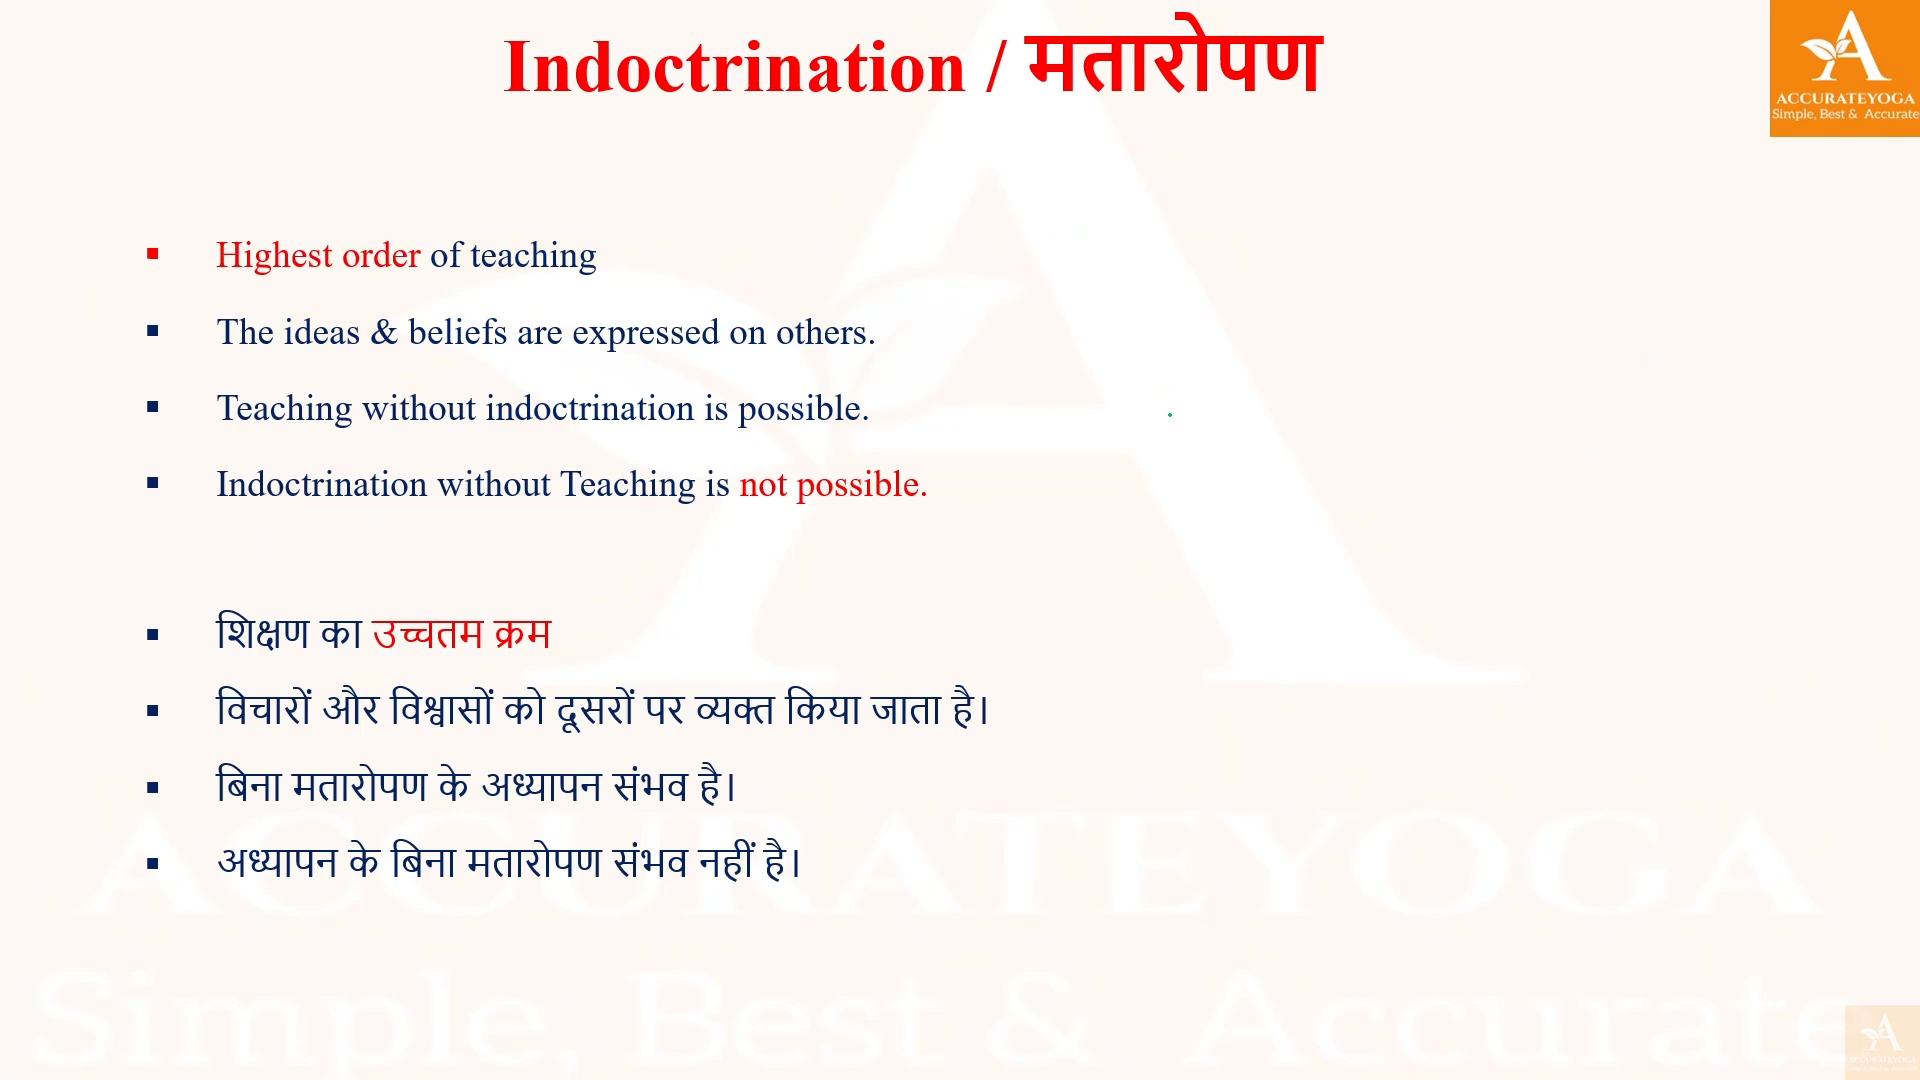 Indoctrination / मतारोपण
ACCURATEYOGA
Simple, Best & Accurate
Highest order of teaching
The ideas & beliefs are expressed on others.
Teaching without indoctrination is possible.
Indoctrination without Teaching is not possible.
शिक्षण का उच्चतम क्रम
विचारों और विश्वासों को दूसरों पर व्यक्त किया जाता है।
बिना मतारोपण के अध्यापन संभव है।
अध्यापन के बिना मतारोपण संभव नहीं है।
ACCURATEYOGA
Simple, Best & Accurate